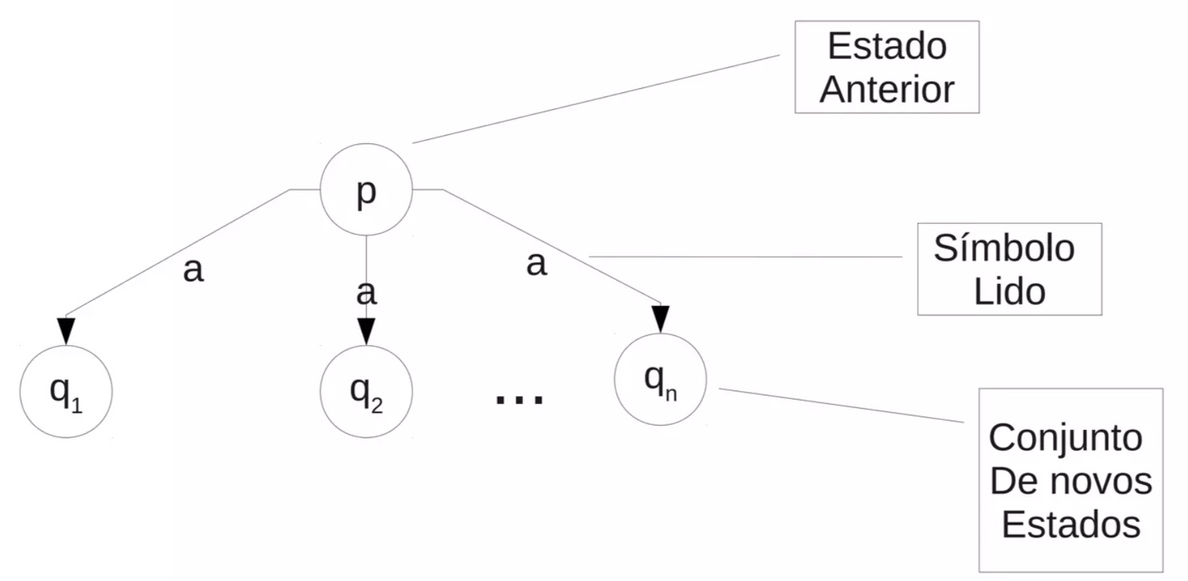 Estado
Anterior
p
a
a
a
Símbolo
Lido
q1
q2
...
qn
Conjunto
De novos
Estados